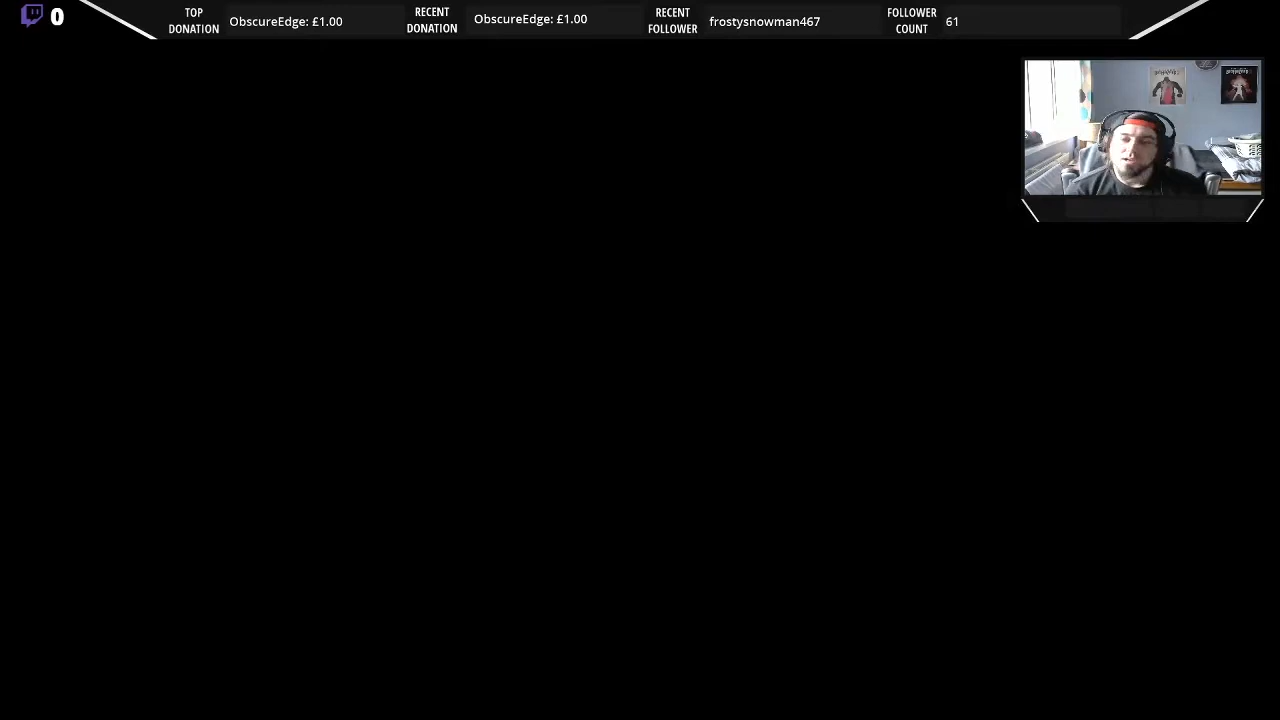 0
TOP
DONATION
ObscureEdge: £1.00
RECENT
DONATION
ObscureEdge: £1.00
RECENT
FOLLOWER
frostysnowman467
FOLLOWER
COUNT
61